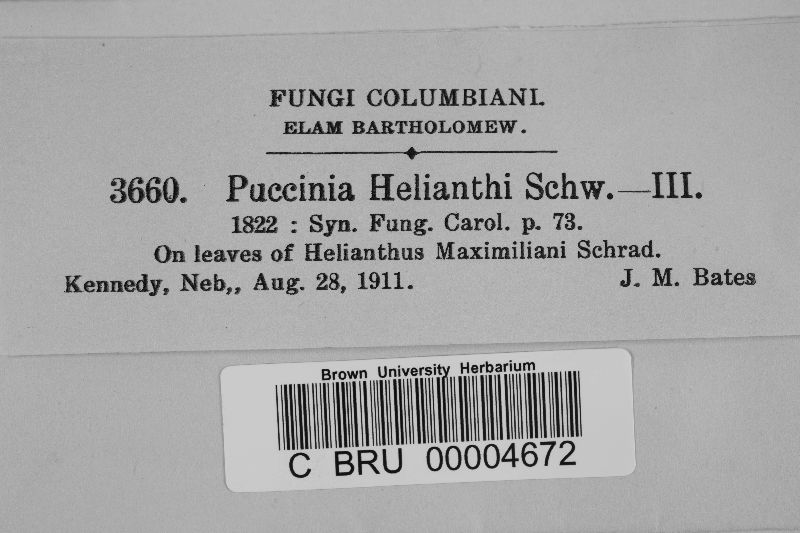 FUNGI COLUMBIANI.
ELAM BARTHOLOMEW.
3660. Puccinia Helianthi Schw.—III.
1822 : Syn. Fung. Carol. p. 73.
On leaves of Helianthus Maximiliani Schrad.
Kennedy, Neb,, Aug. 28, 1911. J. M. Bates
Brown University Herbarium
C BRU 00004672